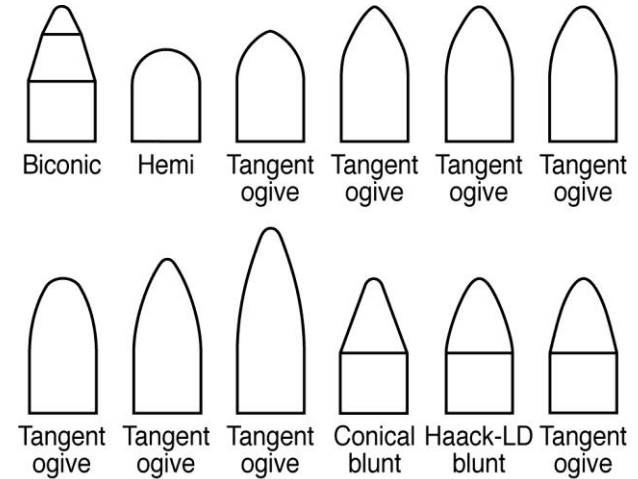 Biconic Hemi Tangent Tangent Tangent Tangent
ogive ogive ogive ogive
Tangent Tangent Tangent Conical Haack-LD Tangent
ogive ogive ogive blunt blunt ogive